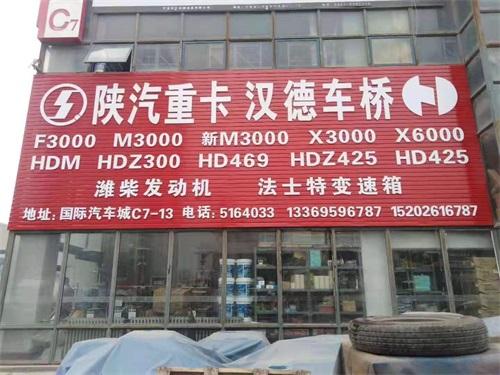 C7
陕汽重卡 汉德车桥
F3000 M3000 新M3000 X3000 X6000
HDM HDZ300 HD469 HDZ425 HD425
潍柴发动机 法士特变速箱
地址:国际汽车城C7-13 电话:5164033 13369596787 15202616787